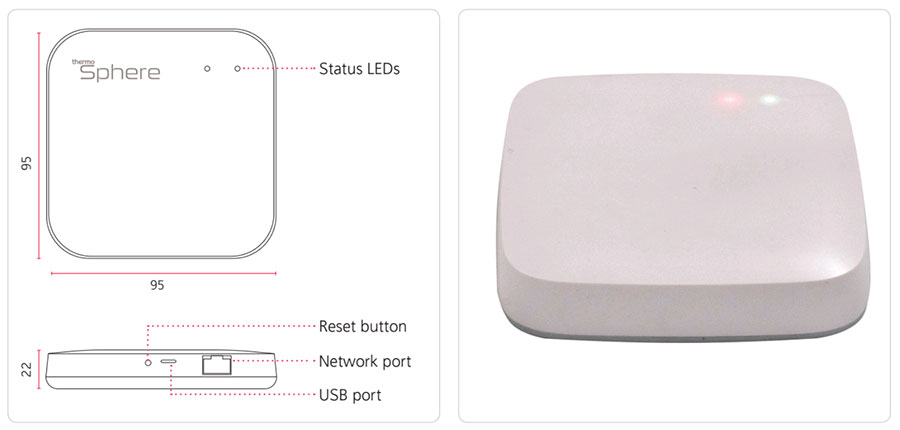 thermo
Sphere
Status LEDs
95
95
Reset button
Network port
22
USB port